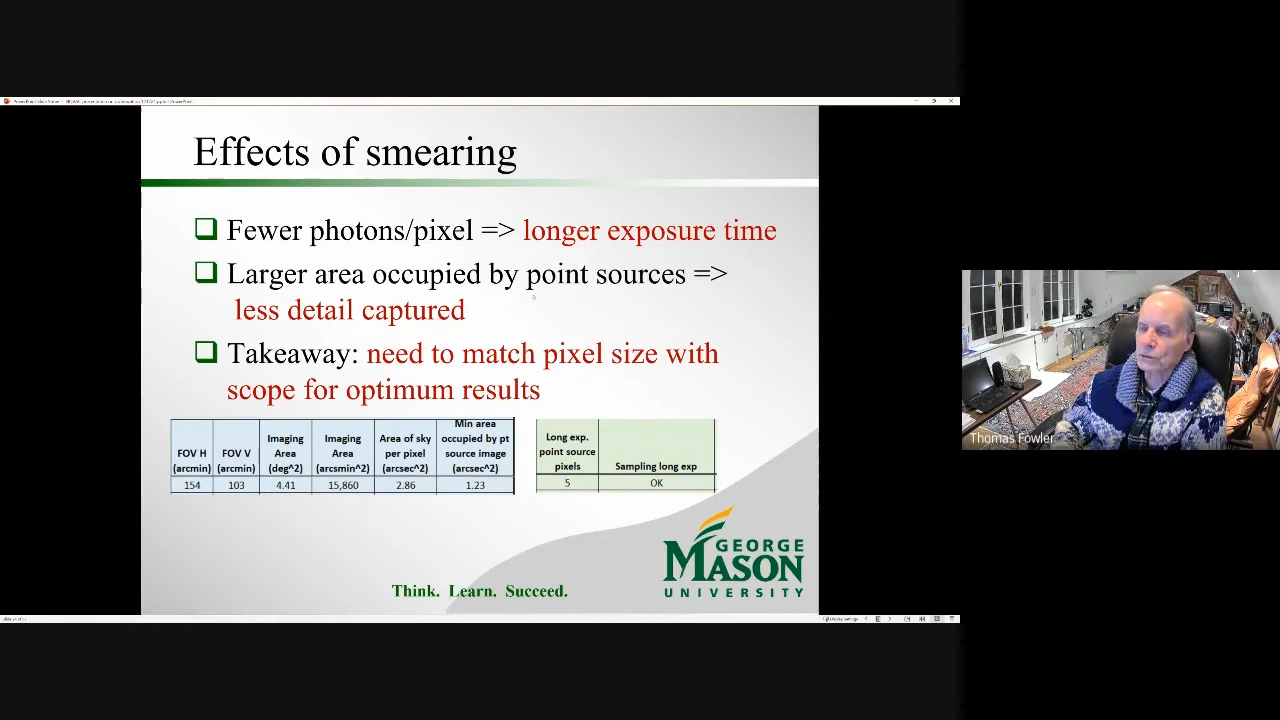 Effects of smearing
Fewer photons/pixel => longer exposure time
Larger area occupied by point sources =>
less detail captured
Takeaway: need to match pixel size with
scope for optimum results
FOV H (arcmin) FOV V (arcmin) Imaging Area (deg^2) Imaging Area (arcsmin^2) Area of sky per pixel (arcsec^2) Min area occupied by pt source image (arcsec^2)
154 103 4.41 15,860 2.86 1.23
Long exp. point source pixels Sampling long exp
5 OK
Think. Learn. Succeed.
GEORGE
MASON
UNIVERSITY
Thomas Fowler
Display Settings